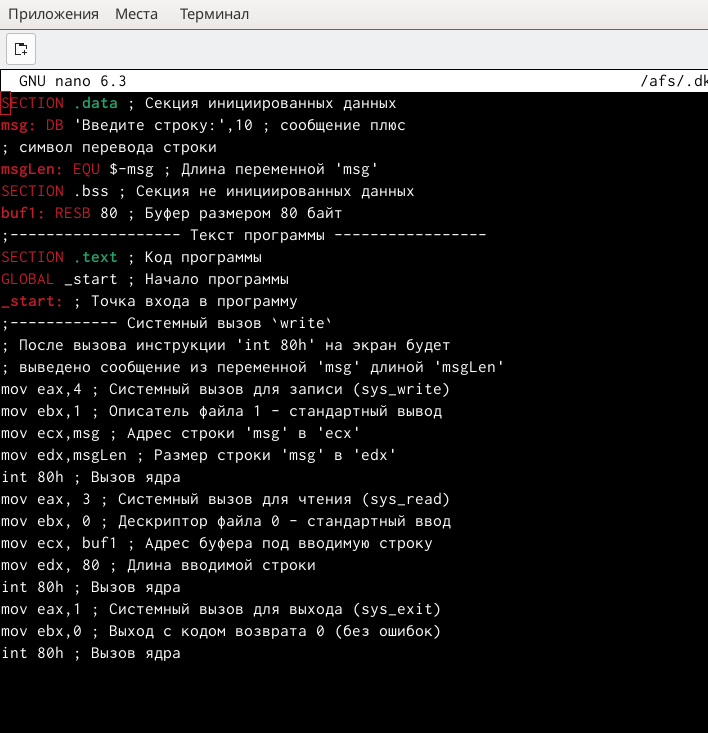 Приложения Места Терминал
GNU nano 6.3 /afs/.dk
SECTION .data ; Секция инициированных данных
msg: DB 'Введите строку:',10 ; сообщение плюс
; символ перевода строки
msgLen: EQU $-msg ; Длина переменной 'msg'
SECTION .bss ; Секция не инициированных данных
buf1: RESB 80 ; Буфер размером 80 байт
;------------------- Текст программы -----------------
SECTION .text ; Код программы
GLOBAL _start ; Начало программы
_start: ; Точка входа в программу
;------------ Системный вызов `write`
; После вызова инструкции 'int 80h' на экран будет
; выведено сообщение из переменной 'msg' длиной 'msgLen'
mov eax,4 ; Системный вызов для записи (sys_write)
mov ebx,1 ; Описатель файла 1 - стандартный вывод
mov ecx,msg ; Адрес строки 'msg' в 'ecx'
mov edx,msgLen ; Размер строки 'msg' в 'edx'
int 80h ; Вызов ядра
mov eax, 3 ; Системный вызов для чтения (sys_read)
mov ebx, 0 ; Дескриптор файла 0 - стандартный ввод
mov ecx, buf1 ; Адрес буфера под вводимую строку
mov edx, 80 ; Длина вводимой строки
int 80h ; Вызов ядра
mov eax,1 ; Системный вызов для выхода (sys_exit)
mov ebx,0 ; Выход с кодом возврата 0 (без ошибок)
int 80h ; Вызов ядра